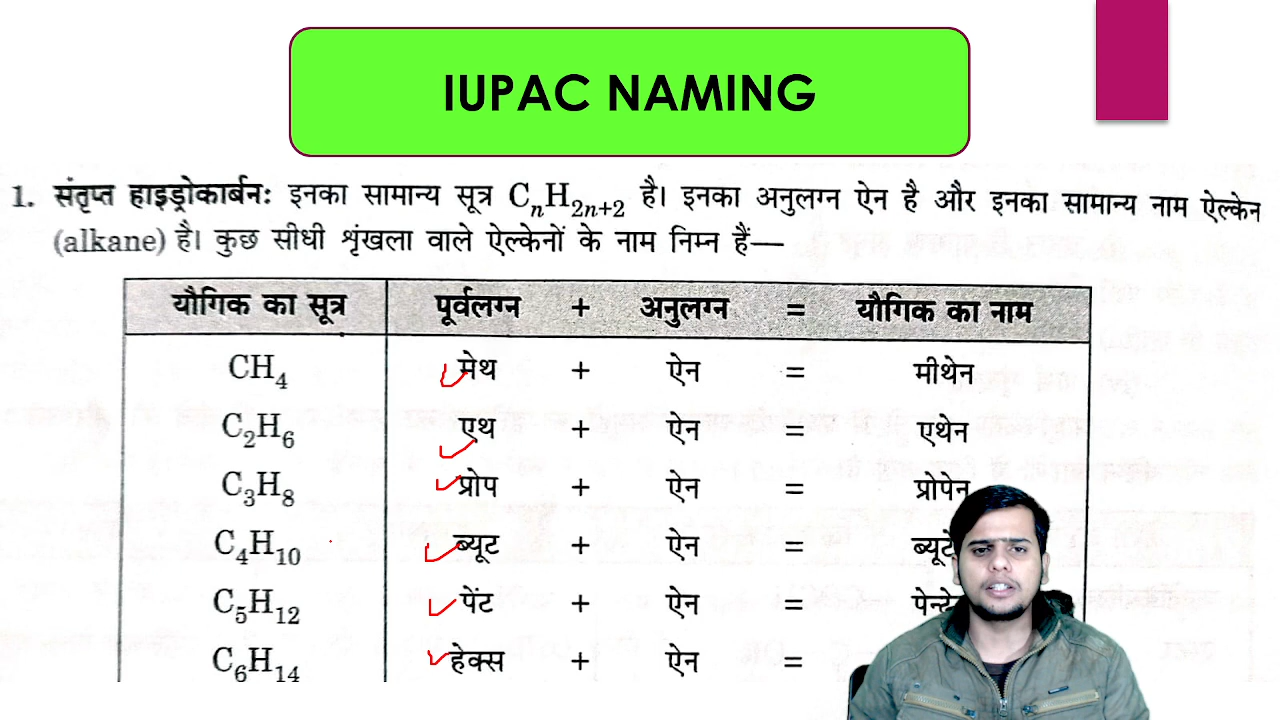 IUPAC NAMING
1. संतृप्त हाइड्रोकार्बन: इनका सामान्य सूत्र CₙH₂ₙ₊₂ है। इनका अनुलग्न ऐन है और इनका सामान्य नाम ऐल्केन
(alkane) है। कुछ सीधी शृंखला वाले ऐल्केनों के नाम निम्न हैं—
यौगिक का सूत्र पूर्वलग्न + अनुलग्न = यौगिक का नाम
CH₄ मेथ + ऐन = मीथेन
C₂H₆ एथ + ऐन = एथेन
C₃H₈ प्रोप + ऐन = प्रोपेन
C₄H₁₀ ब्यूट + ऐन =
C₅H₁₂ पेंट + ऐन =
C₆H₁₄ हेक्स + ऐन =